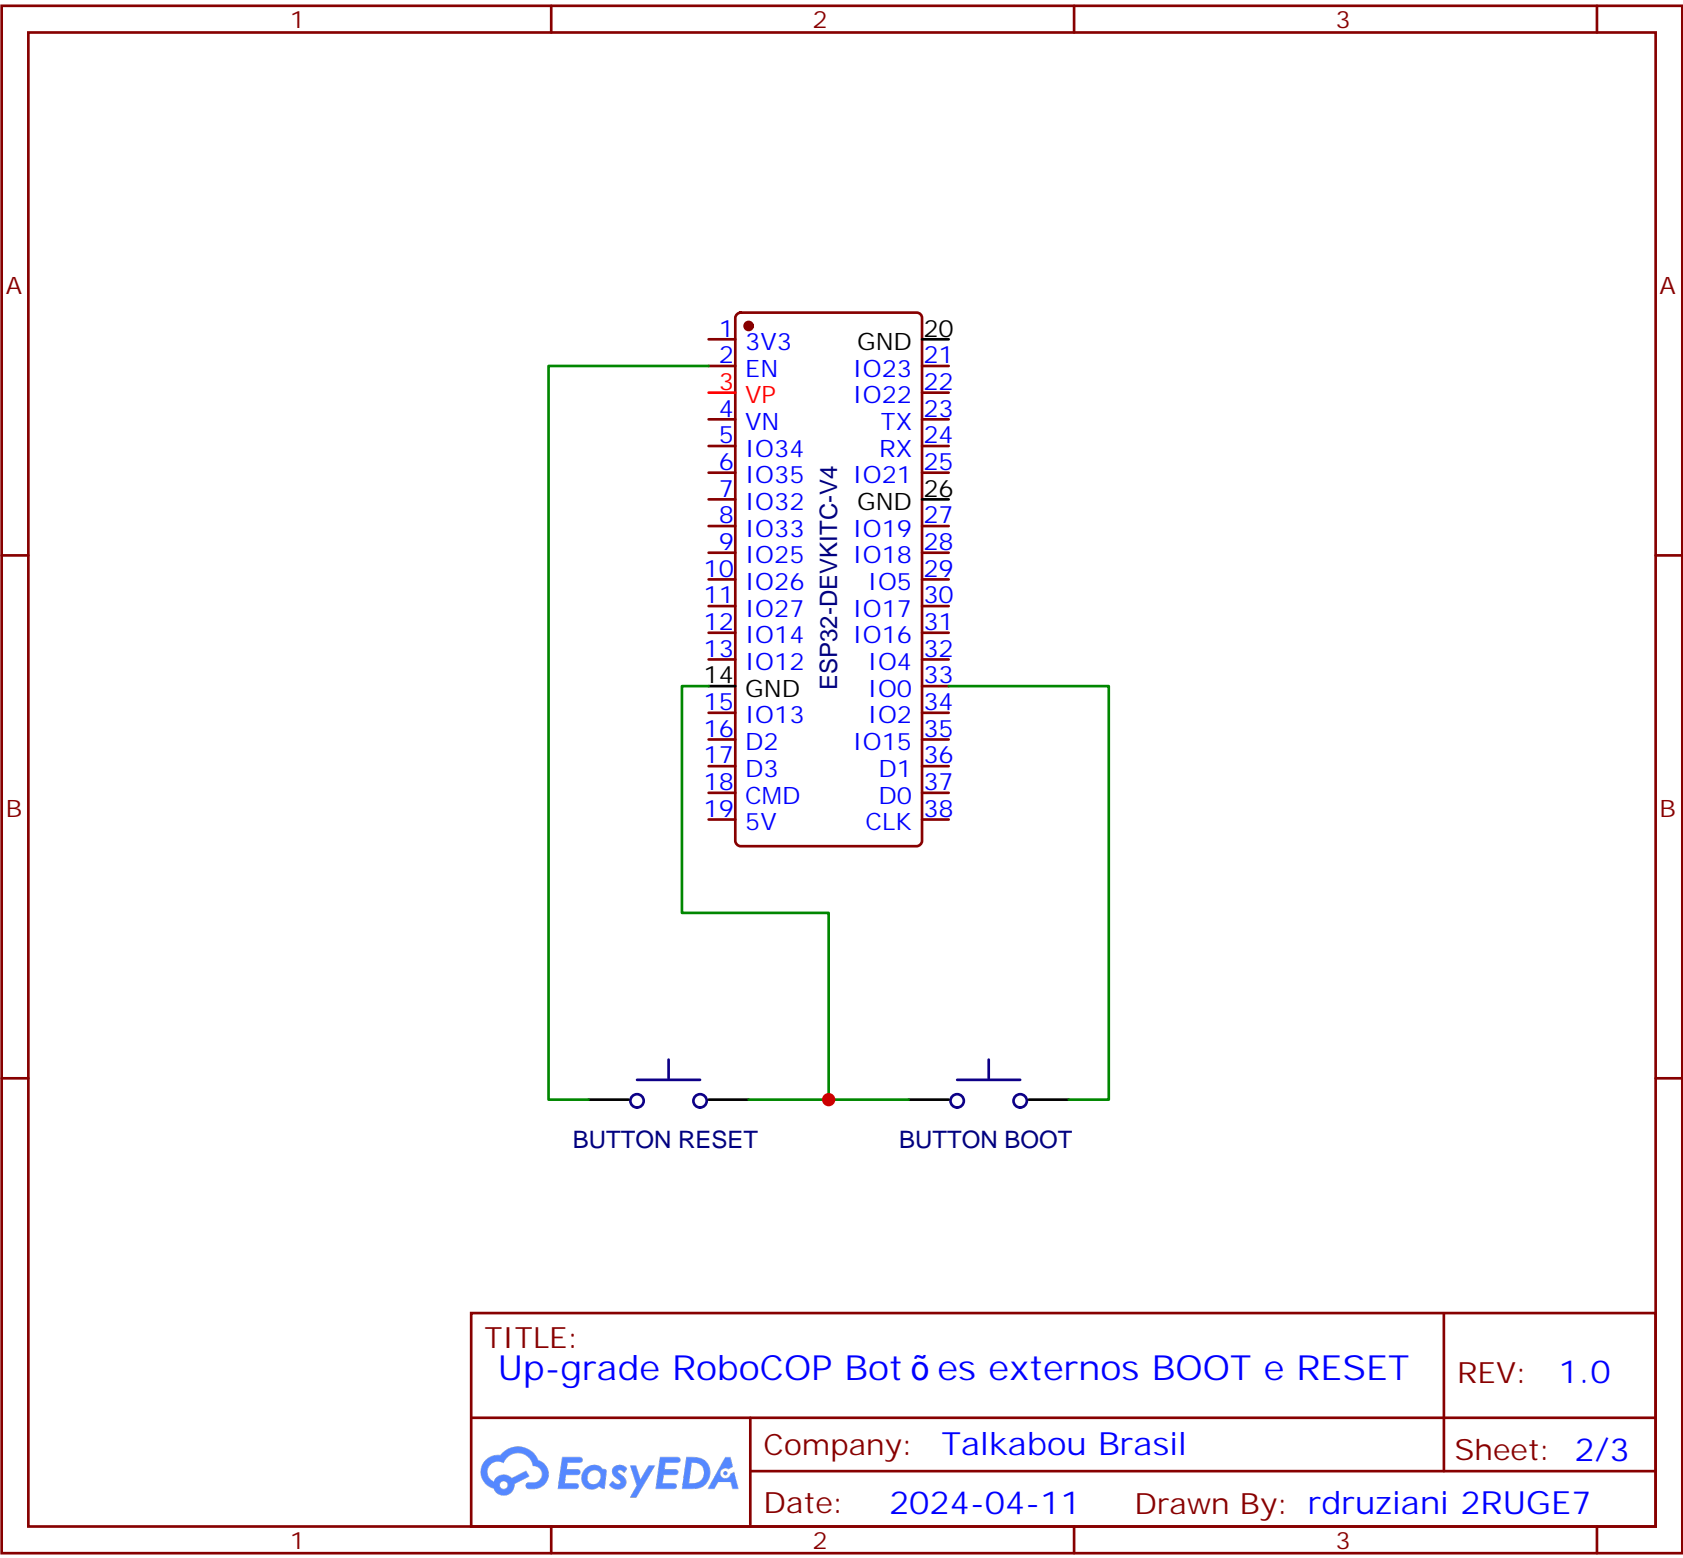 1 2 3
A A
B B
1 3V3
2 EN
3 VP
4 VN
5 IO34
6 IO35
7 IO32
8 IO33
9 IO25
10 IO26
11 IO27
12 IO14
13 IO12
14 GND
15 IO13
16 D2
17 D3
18 CMD
19 5V
ESP32-DEVKITC-V4
GND 20
IO23 21
IO22 22
TX 23
RX 24
IO21 25
GND 26
IO19 27
IO18 28
IO5 29
IO17 30
IO16 31
IO4 32
IO0 33
IO2 34
IO15 35
D1 36
D0 37
CLK 38
BUTTON RESET
BUTTON BOOT
TITLE:
Up-grade RoboCOP Botões externos BOOT e RESET
REV: 1.0
EasyEDA
Company: Talkabou Brasil
Sheet: 2/3
Date: 2024-04-11
Drawn By: rdruziani 2RUGE7
1 2 3